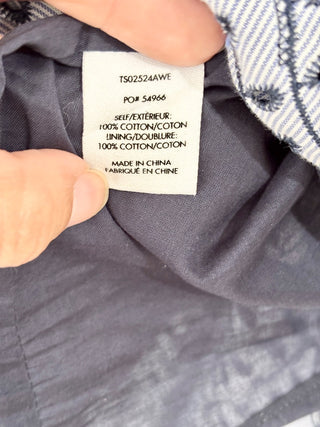 TS02524AWE
PO# 54966
SELF/EXTÉRIEUR:
100% COTTON/COTON
LINING/DOUBLURE:
100% COTTON/COTON
MADE IN CHINA
FABRIQUÉ EN CHINE